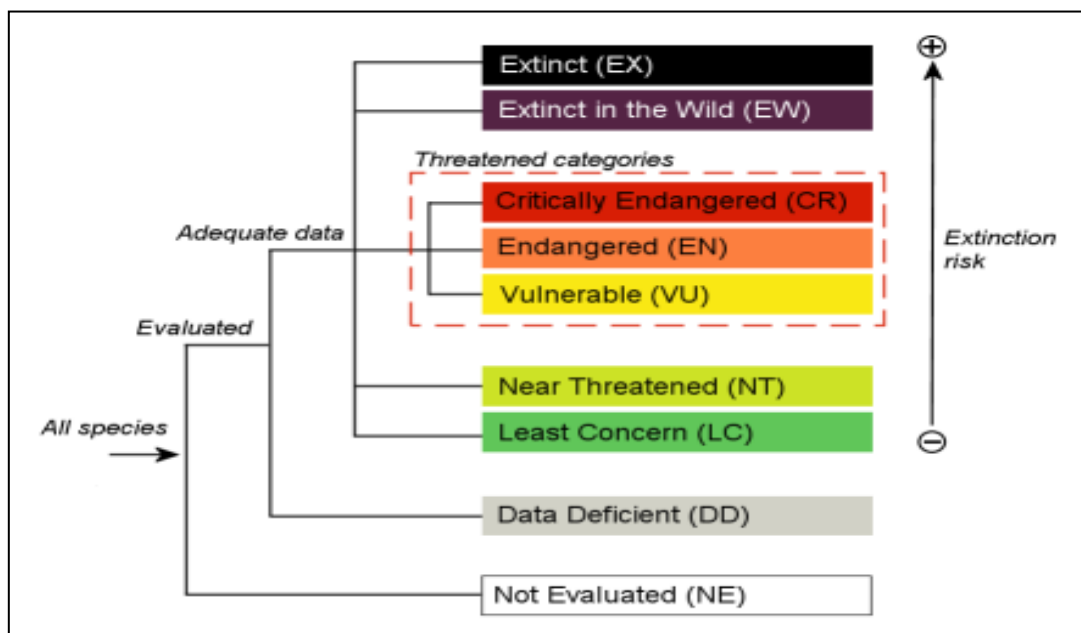 Extinct (EX)
Extinct in the Wild (EW)
Threatened categories
Critically Endangered (CR)
Adequate data
Endangered (EN)
Extinction
risk
Vulnerable (VU)
Evaluated
Near Threatened (NT)
All species
Least Concern (LC)
Data Deficient (DD)
Not Evaluated (NE)